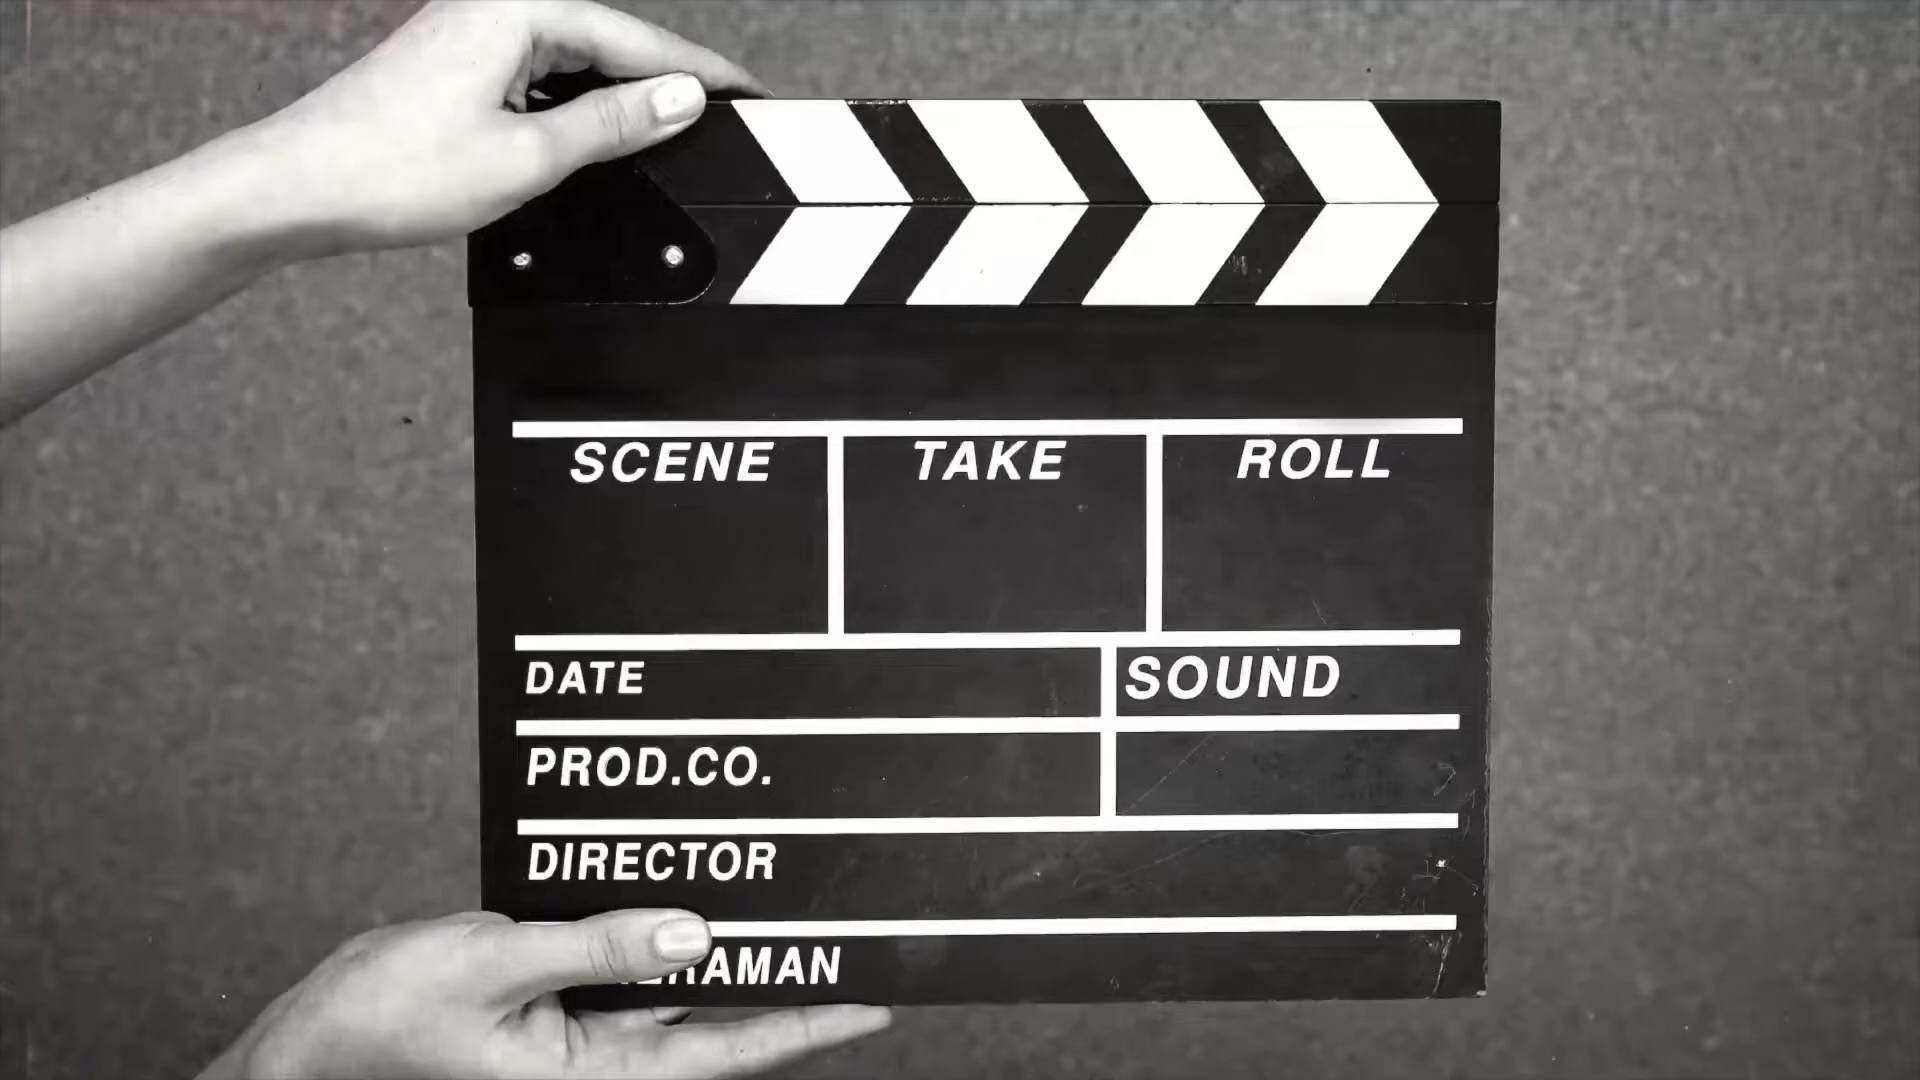 SCENE TAKE ROLL
DATE SOUND
PROD.CO.
DIRECTOR